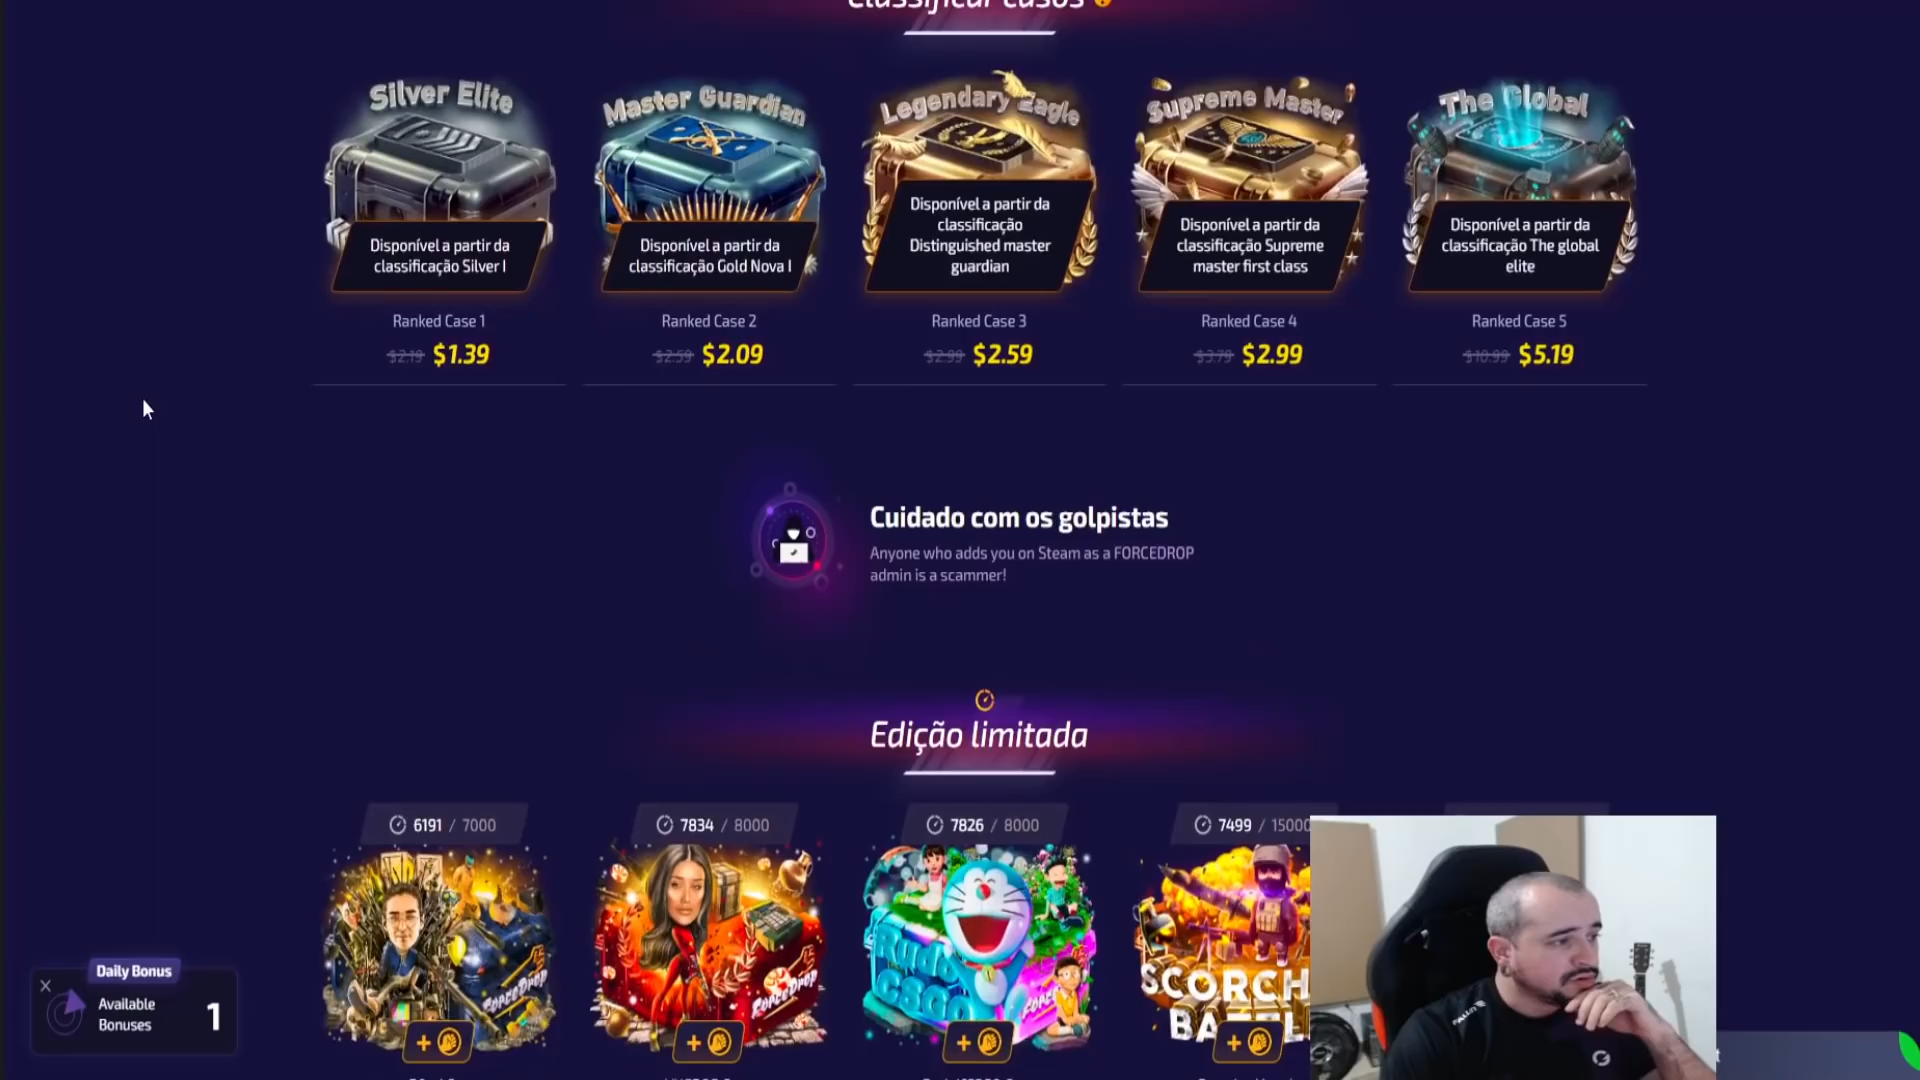 Classificar casos
Silver Elite
Master Guardian
Legendary Eagle
Supreme Master
The Global
Disponível a partir da
classificação Silver I
Disponível a partir da
classificação Gold Nova I
Disponível a partir da
classificação
Distinguished master
guardian
Disponível a partir da
classificação Supreme
master first class
Disponível a partir da
classificação The global
elite
Ranked Case 1
$2.19 $1.39
Ranked Case 2
$2.59 $2.09
Ranked Case 3
$2.99 $2.59
Ranked Case 4
$3.79 $2.99
Ranked Case 5
$10.99 $5.19
Cuidado com os golpistas
Anyone who adds you on Steam as a FORCEDROP
admin is a scammer!
Edição limitada
6191 / 7000
7834 / 8000
7826 / 8000
7499 / 15000
ForceDrop
ForceDrop
SCORCH
+
+
+
+
Daily Bonus
Available
Bonuses
1